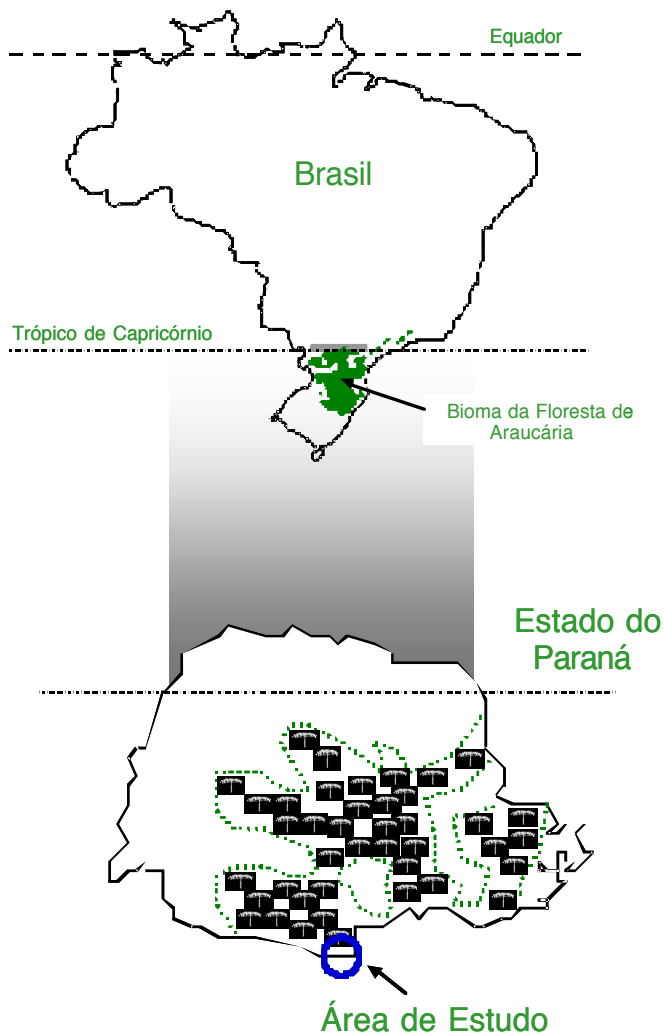 Equador
Brasil
Trópico de Capricórnio
Bioma da Floresta de
Araucária
Estado do
Paraná
Área de Estudo